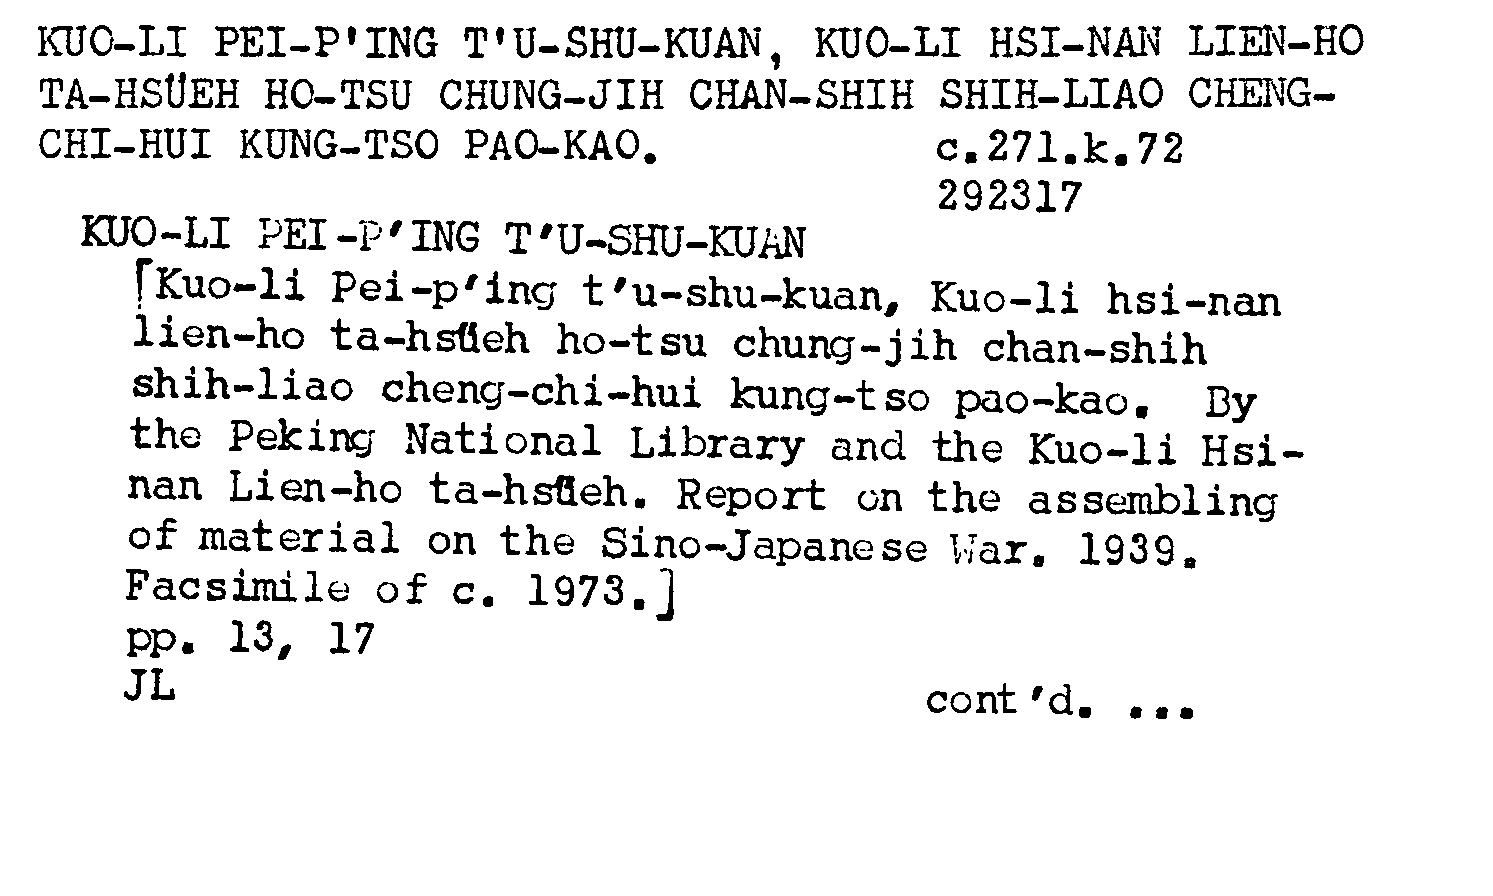 KUO-LI PEI-P'ING T'U-SHU-KUAN, KUO-LI HSI-NAN LIEN-HO
TA-HSÜEH HO-TSU CHUNG-JIH CHAN-SHIH SHIH-LIAO CHENG-
CHI-HUI KUNG-TSO PAO-KAO.
c.271.k.72
292317
KUO-LI PEI-P'ING T'U-SHU-KUAN
[Kuo-li Pei-p'ing t'u-shu-kuan, Kuo-li hsi-nan
lien-ho ta-hsüeh ho-tsu chung-jih chan-shih
shih-liao cheng-chi-hui kung-tso pao-kao. By
the Peking National Library and the Kuo-li Hsi-
nan Lien-ho ta-hsüeh. Report on the assembling
of material on the Sino-Japanese War. 1939.
Facsimile of c. 1973.]
pp. 13, 17
JL
cont'd. ...